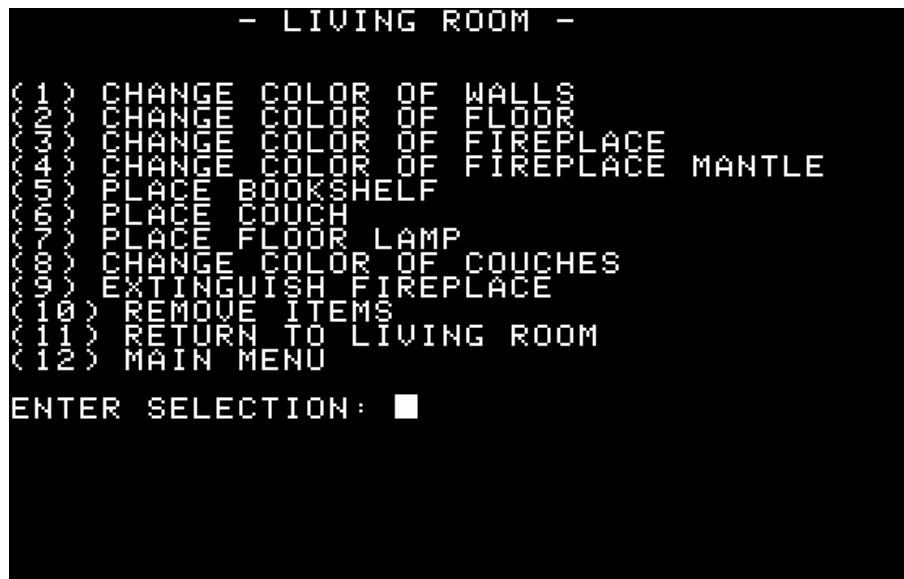 - LIVING ROOM -
(1) CHANGE COLOR OF WALLS
(2) CHANGE COLOR OF FLOOR
(3) CHANGE COLOR OF FIREPLACE
(4) CHANGE COLOR OF FIREPLACE MANTLE
(5) PLACE BOOKSHELF
(6) PLACE COUCH
(7) PLACE FLOOR LAMP
(8) CHANGE COLOR OF COUCHES
(9) EXTINGUISH FIREPLACE
(10) REMOVE ITEMS
(11) RETURN TO LIVING ROOM
(12) MAIN MENU
ENTER SELECTION: